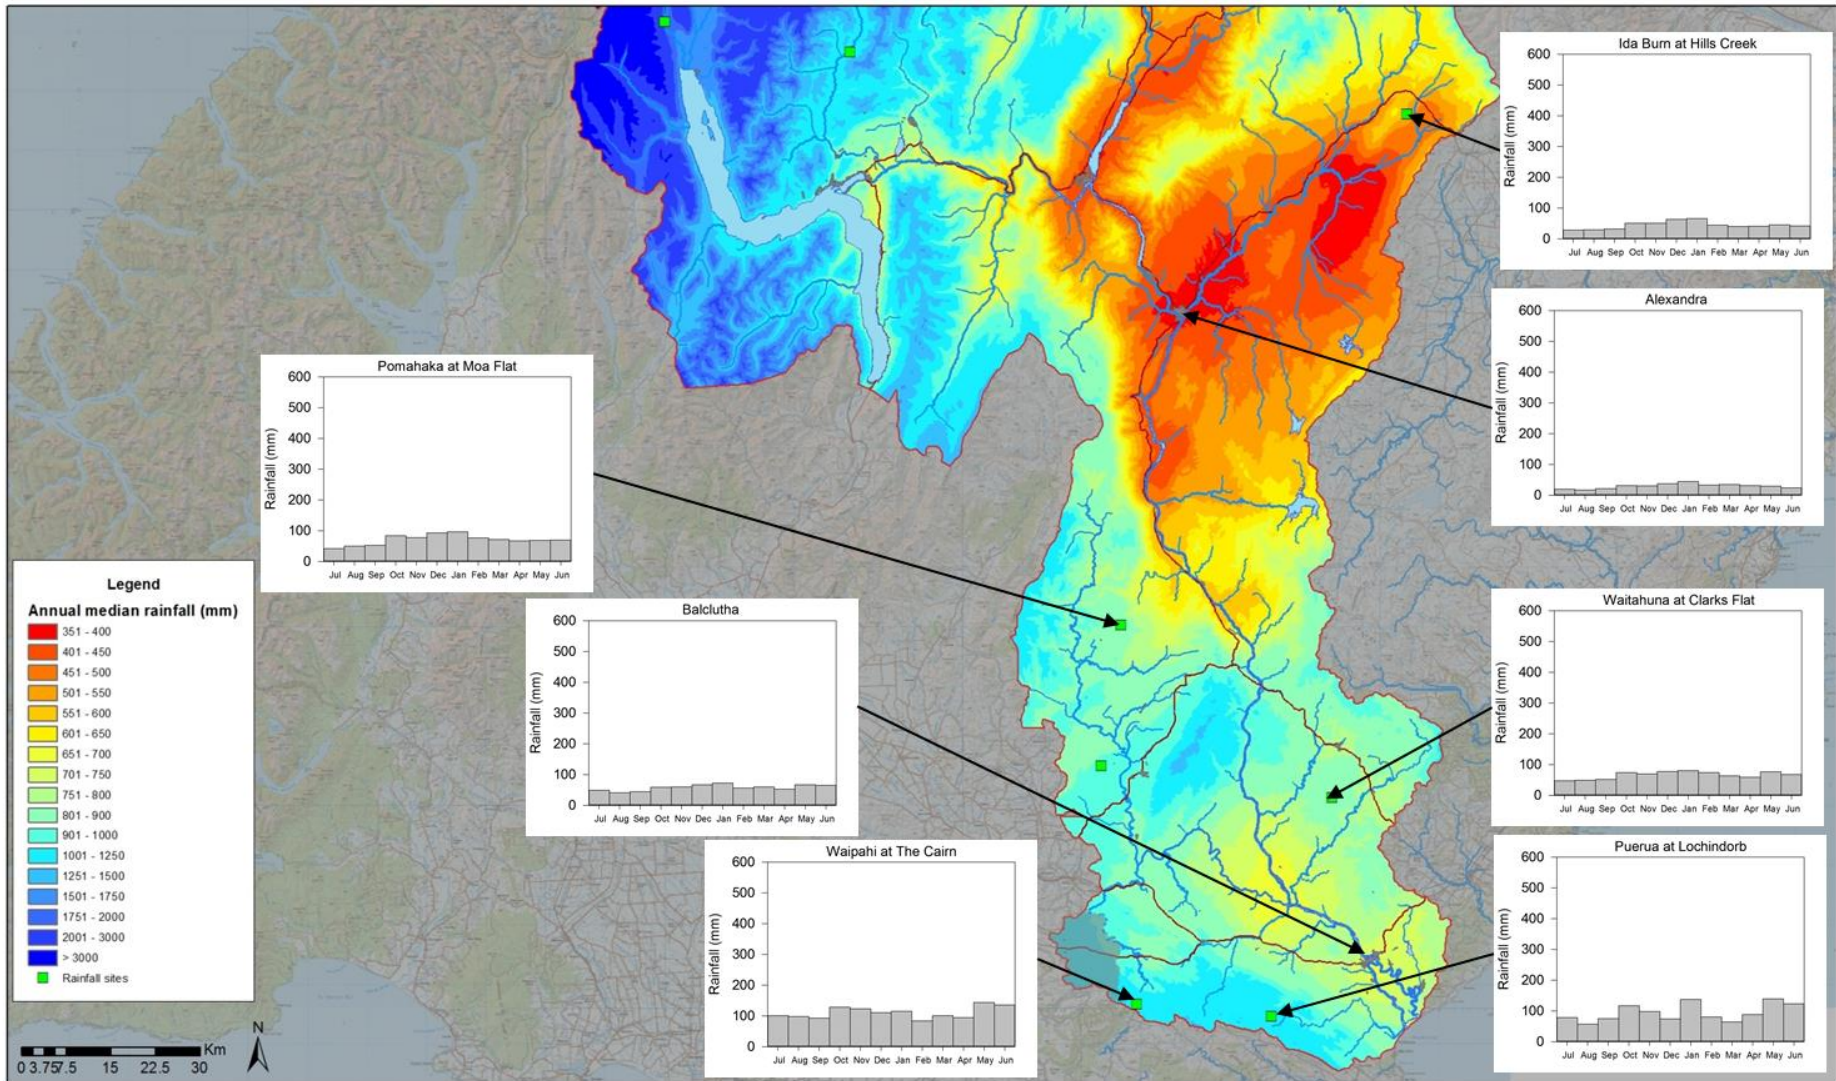 Ida Burn at Hills Creek
Rainfall (mm)
600
500
400
300
200
100
0
Jul Aug Sep Oct Nov Dec Jan Feb Mar Apr May Jun
Alexandra
Rainfall (mm)
600
500
400
300
200
100
0
Jul Aug Sep Oct Nov Dec Jan Feb Mar Apr May Jun
Pomahaka at Moa Flat
Rainfall (mm)
600
500
400
300
200
100
0
Jul Aug Sep Oct Nov Dec Jan Feb Mar Apr May Jun
Balclutha
Rainfall (mm)
600
500
400
300
200
100
0
Jul Aug Sep Oct Nov Dec Jan Feb Mar Apr May Jun
Waitahuna at Clarks Flat
Rainfall (mm)
600
500
400
300
200
100
0
Jul Aug Sep Oct Nov Dec Jan Feb Mar Apr May Jun
Waipahi at The Cairn
Rainfall (mm)
600
500
400
300
200
100
0
Jul Aug Sep Oct Nov Dec Jan Feb Mar Apr May Jun
Puerua at Lochindorb
Rainfall (mm)
600
500
400
300
200
100
0
Jul Aug Sep Oct Nov Dec Jan Feb Mar Apr May Jun
Legend
Annual median rainfall (mm)
351 - 400
401 - 450
451 - 500
501 - 550
551 - 600
601 - 650
651 - 700
701 - 750
751 - 800
801 - 900
901 - 1000
1001 - 1250
1251 - 1500
1501 - 1750
1751 - 2000
2001 - 3000
> 3000
Rainfall sites
N
Km
0 3.75 7.5 15 22.5 30